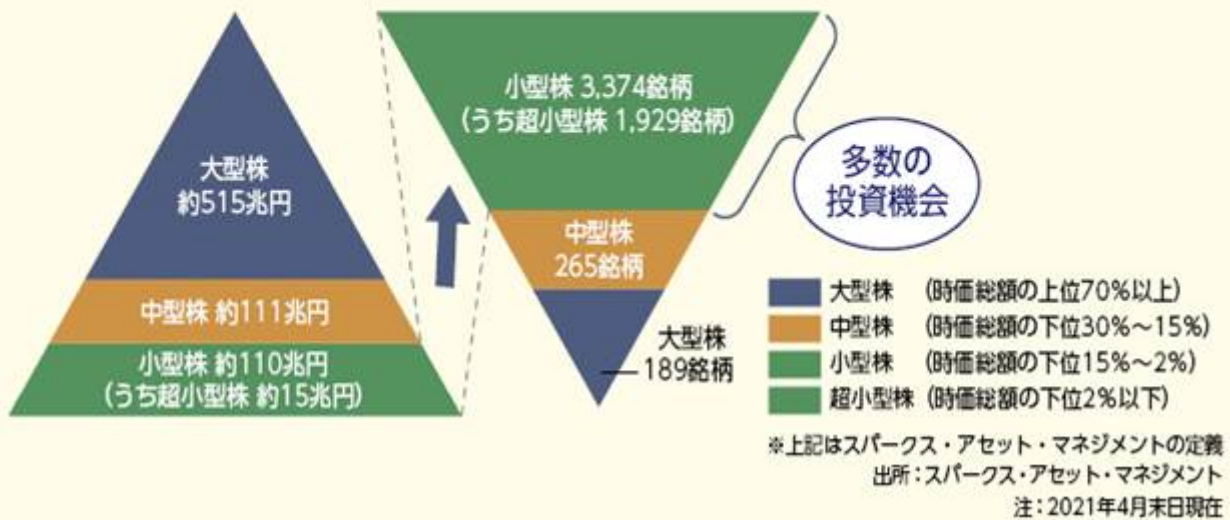 大型株
約515兆円
中型株 約111兆円
小型株 約110兆円
(うち超小型株 約15兆円)
小型株 3,374銘柄
(うち超小型株 1,929銘柄)
中型株
265銘柄
大型株
189銘柄
多数の
投資機会
大型株 (時価総額の上位70%以上)
中型株 (時価総額の下位30%～15%)
小型株 (時価総額の下位15%～2%)
超小型株 (時価総額の下位2%以下)
※上記はスパークス・アセット・マネジメントの定義
出所：スパークス・アセット・マネジメント
注：2021年4月末日現在